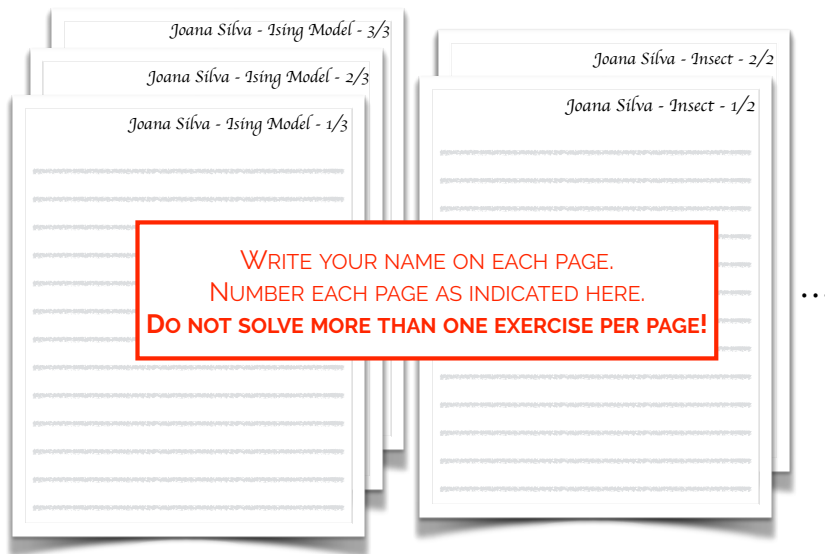 Joana Silva - Ising Model - 3/3
Joana Silva - Ising Model - 2/3
Joana Silva - Ising Model - 1/3
Joana Silva - Insect - 2/2
Joana Silva - Insect - 1/2
WRITE YOUR NAME ON EACH PAGE.
NUMBER EACH PAGE AS INDICATED HERE.
DO NOT SOLVE MORE THAN ONE EXERCISE PER PAGE!
...